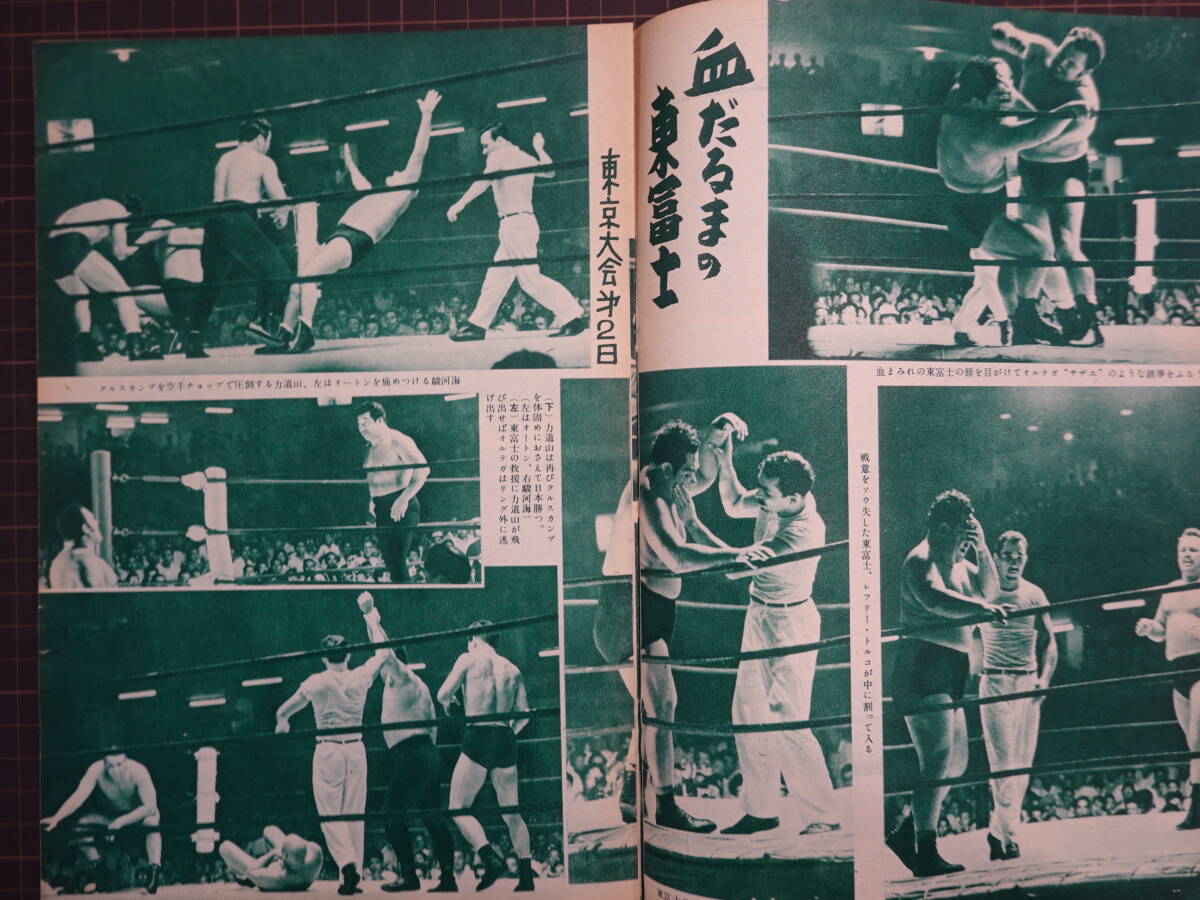 血だるまの
東富士
東京大会才2日
血まみれの東富士の顔を目がけてオルテガ“サザエ”のような鉄拳をふるう
戦意をソウ失した東富士、レフリー・トルコが中に割って入る
クルスカンプを空手チョップで圧倒する力道山、左はオートンを痛めつける駿河海
（下）力道山は再びクルスカンプ
を体固めにおさえて日本勝つ。
（左はオートン、右駿河海）
（左）東富士の救援に力道山が飛
び出せばオルテガはリング外に逃
げ出す
東富士